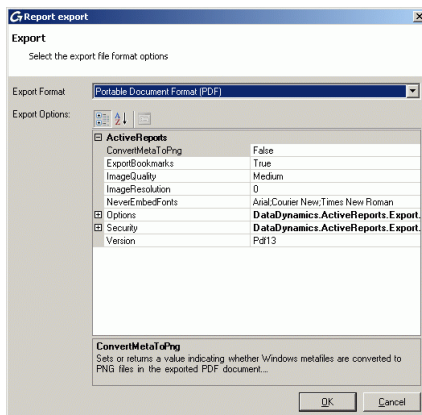 Report export
Export
Select the export file format options
Export Format
Portable Document Format (PDF)
Export Options:
ActiveReports
ConvertMetaToPng False
ExportBookmarks True
ImageQuality Medium
ImageResolution 0
NeverEmbedFonts Arial;Courier New;Times New Roman
Options DataDynamics.ActiveReports.Export.
Security DataDynamics.ActiveReports.Export.
Version Pdf13
ConvertMetaToPng
Sets or returns a value indicating whether Windows metafiles are converted to
PNG files in the exported PDF document....
OK
Cancel